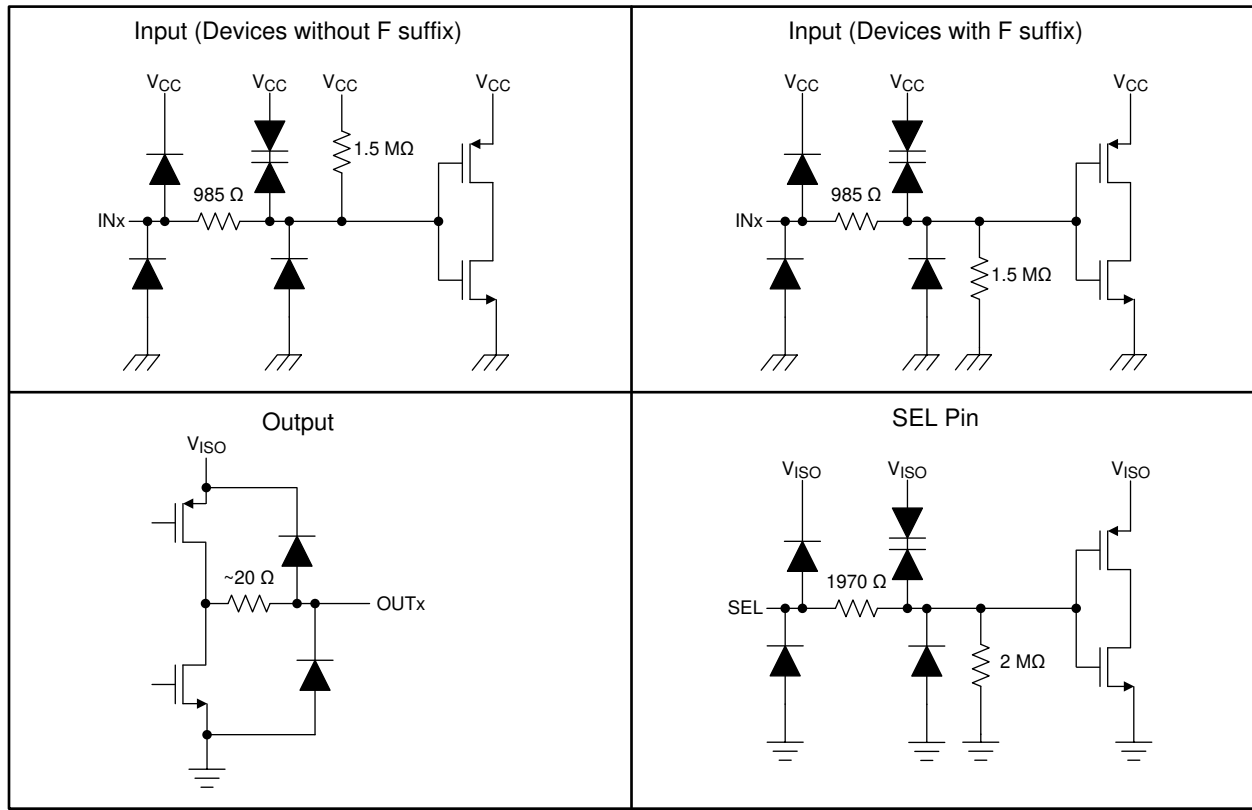 Input (Devices without F suffix)
VCC VCC VCC VCC
1.5 MΩ
985 Ω
INx
Input (Devices with F suffix)
VCC VCC VCC
985 Ω
INx
1.5 MΩ
Output
VISO
~20 Ω
OUTx
SEL Pin
VISO VISO VISO
1970 Ω
SEL
2 MΩ